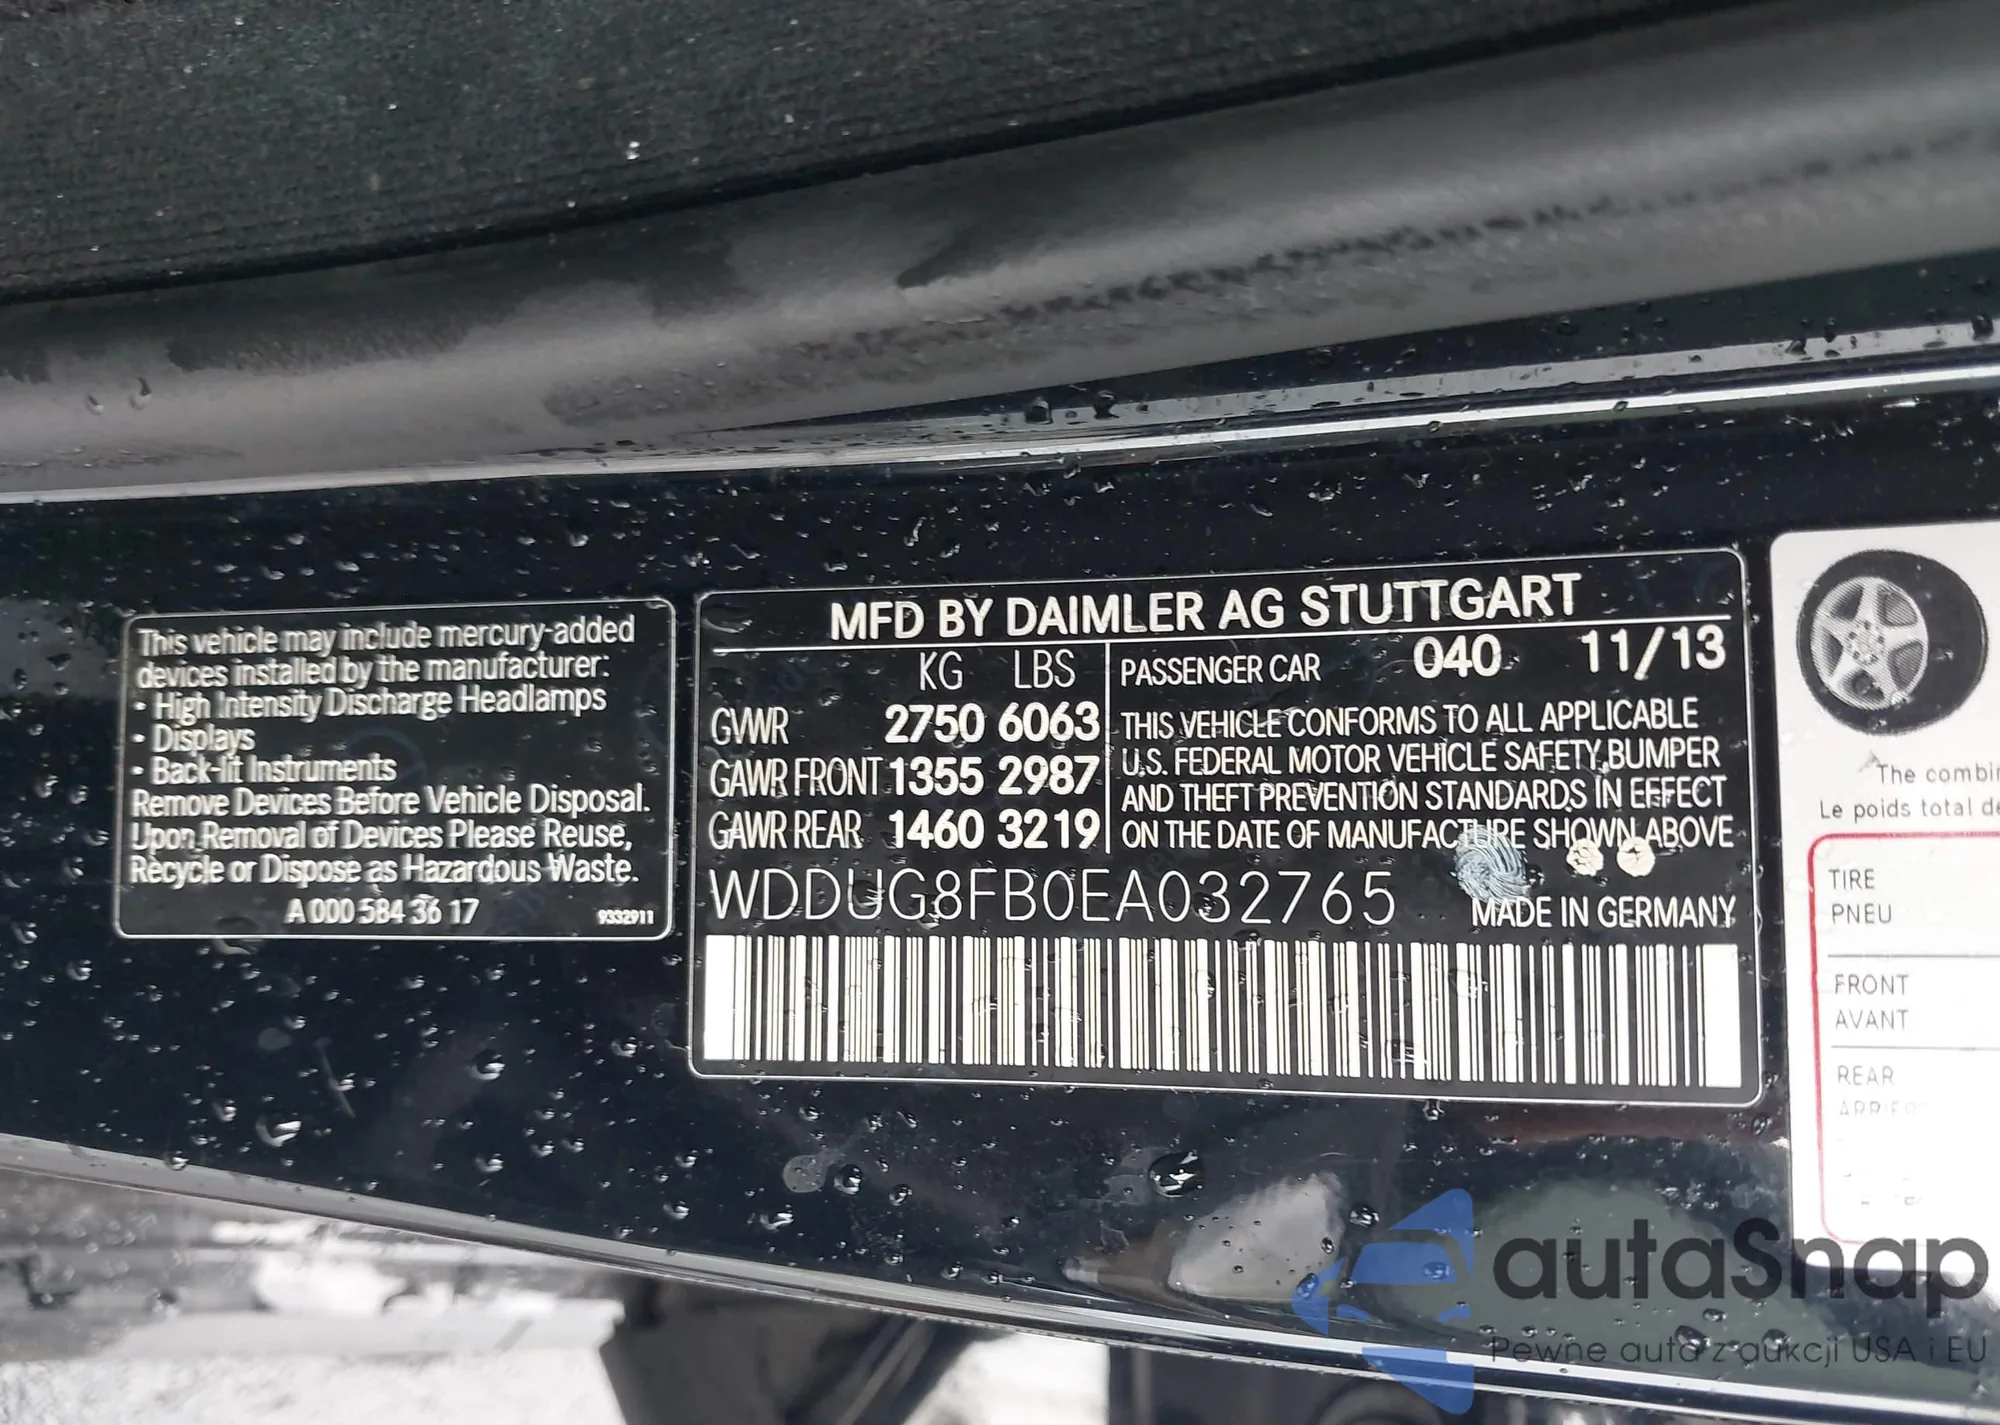 This vehicle may include mercury-added
devices installed by the manufacturer:
• High Intensity Discharge Headlamps
• Displays
• Back-lit Instruments
Remove Devices Before Vehicle Disposal.
Upon Removal of Devices Please Reuse,
Recycle or Dispose as Hazardous Waste.
A 000 584 36 17 9332911
MFD BY DAIMLER AG STUTTGART
KG LBS
GVWR 2750 6063
GAWR FRONT 1355 2987
GAWR REAR 1460 3219
PASSENGER CAR 040 11/13
THIS VEHICLE CONFORMS TO ALL APPLICABLE
U.S. FEDERAL MOTOR VEHICLE SAFETY,BUMPER
AND THEFT PREVENTION STANDARDS IN EFFECT
ON THE DATE OF MANUFACTURE SHOWN ABOVE
WDDUG8FB0EA032765
MADE IN GERMANY
The combi
Le poids total de
TIRE
PNEU
FRONT
AVANT
REAR
autaSnap
Pewne auta z aukcji USA i EU